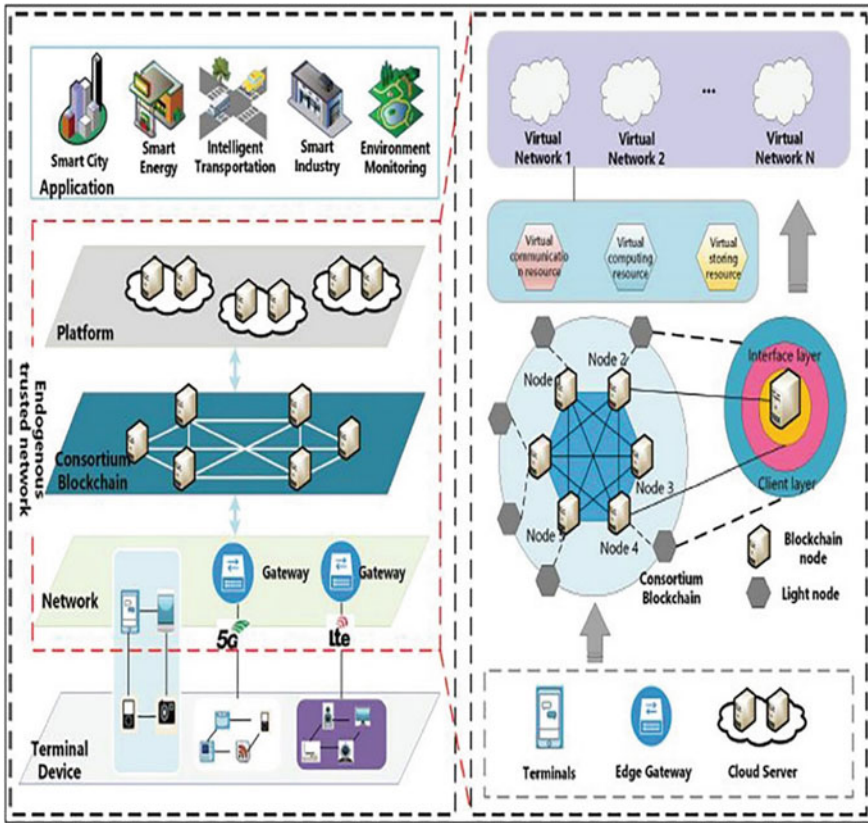 Smart City
Smart
Energy
Intelligent
Transportation
Smart
Industry
Environment
Monitoring
Application
Platform
Endogenous
trusted network
Consortium
Blockchain
Gateway
Gateway
Network
5G
lte
Terminal
Device
Virtual
Network 1
Virtual
Network 2
...
Virtual
Network N
Virtual
communicatio
n resource
Virtual
computing
resource
Virtual
storing
resource
Node 2
Node
Interface layer
Node 3
Client layer
Node
Node 4
Consortium
Blockchain
Blockchain
node
Light node
Terminals
Edge Gateway
Cloud Server